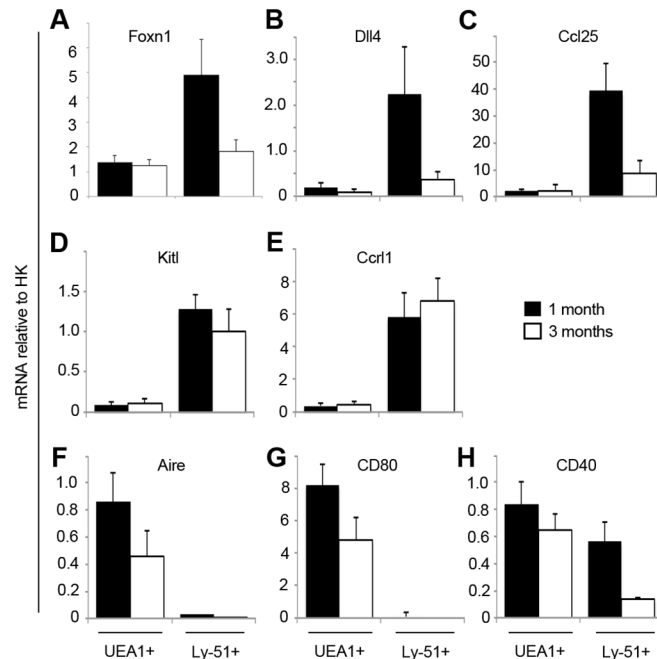 mRNA relative to HK
A
Foxn1
6
5
4
3
2
1
0
B
Dll4
3.0
2.0
1.0
0
C
Ccl25
50
40
30
20
10
0
D
Kitl
1.5
1.0
0.5
0
E
Ccrl1
8
6
4
2
0
1 month
3 months
F
Aire
1.0
0.8
0.6
0.4
0.2
0
G
CD80
8
6
4
2
0
H
CD40
1.0
0.8
0.6
0.4
0.2
0
UEA1+ Ly-51+
UEA1+ Ly-51+
UEA1+ Ly-51+